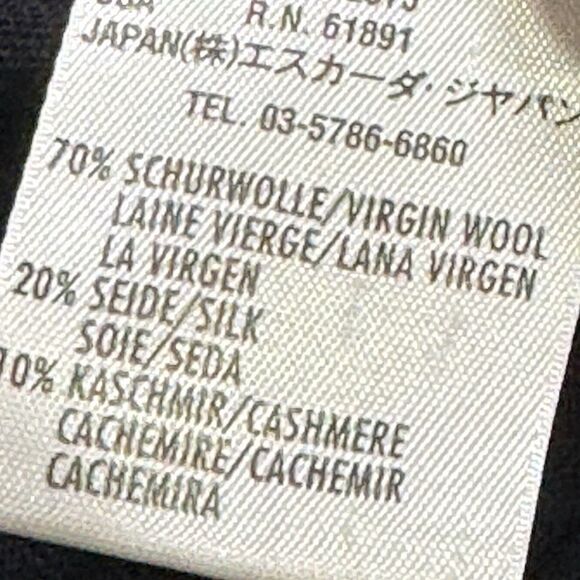 R.N. 61891
JAPAN(株)エスカーダ・ジャパン
TEL. 03-5786-6860
70% SCHURWOLLE/VIRGIN WOOL
LAINE VIERGE/LANA VIRGEN
LA VIRGEN
20% SEIDE/SILK
SOIE/SEDA
10% KASCHMIR/CASHMERE
CACHEMIRE/CACHEMIR
CACHEMIRA